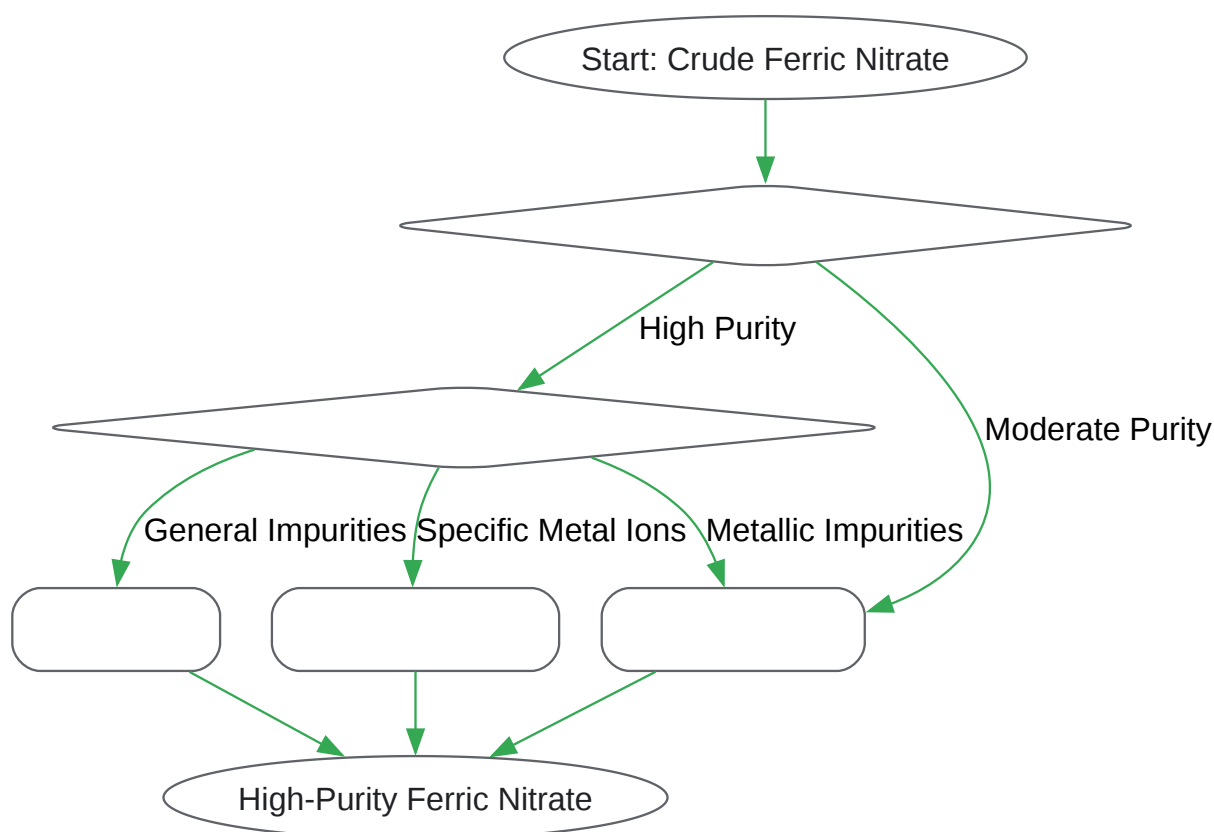 Start: Crude Ferric Nitrate
High Purity
Moderate Purity
General Impurities
Specific Metal Ions
Metallic Impurities
High-Purity Ferric Nitrate